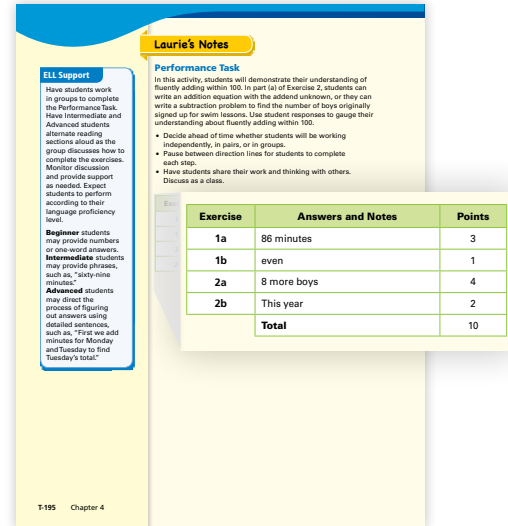 Laurie's Notes
ELL Support
Have students work
in groups to complete
the Performance Task.
Have Intermediate and
Advanced students
alternate reading
sections aloud as the
group discusses how to
complete the exercises.
Monitor discussion
and provide support
as needed. Expect
students to perform
according to their
language proficiency
level.
Beginner students
may provide numbers
or one-word answers.
Intermediate students
may provide phrases,
such as, "sixty-nine
minutes."
Advanced students
may direct the
process of figuring
out answers using
detailed sentences,
such as, "First we add
minutes for Monday
and Tuesday to find
Tuesday's total."
Performance Task
In this activity, students will demonstrate their understanding of
fluently adding within 100. In part (a) of Exercise 2, students can
write an addition equation with the addend unknown, or they can
write a subtraction problem to find the number of boys originally
signed up for swim lessons. Use student responses to gauge their
understanding about fluently adding within 100.
• Decide ahead of time whether students will be working
independently, in pairs, or in groups.
• Pause between direction lines for students to complete
each step.
• Have students share their work and thinking with others.
Discuss as a class.
Exercise Answers and Notes Points
1a 86 minutes 3
1b even 1
2a 8 more boys 4
2b This year 2
Total 10
T-195 Chapter 4